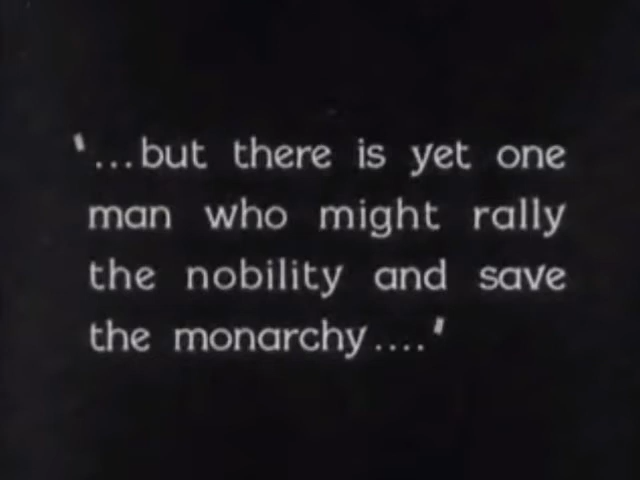 '...but there is yet one
man who might rally
the nobility and save
the monarchy....'